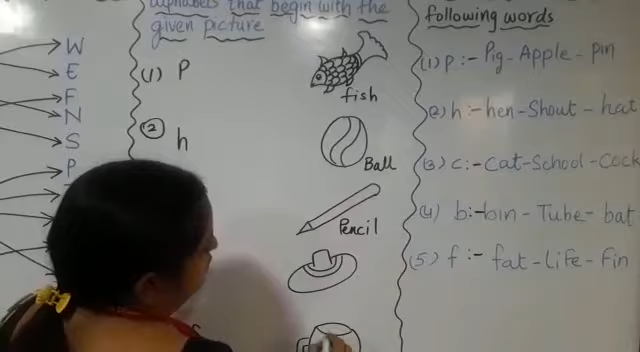 alphabets that begin with the
given picture
W
E
F
N
S
P
(1) P
② h
fish
Ball
Pencil
following words
(1) p :- Pig - Apple - pin
(2) h :- hen - Shout - hat
(3) c :- Cat - School - Cock
(4) b :- bin - Tube - bat
(5) f :- fat - Life - Fin